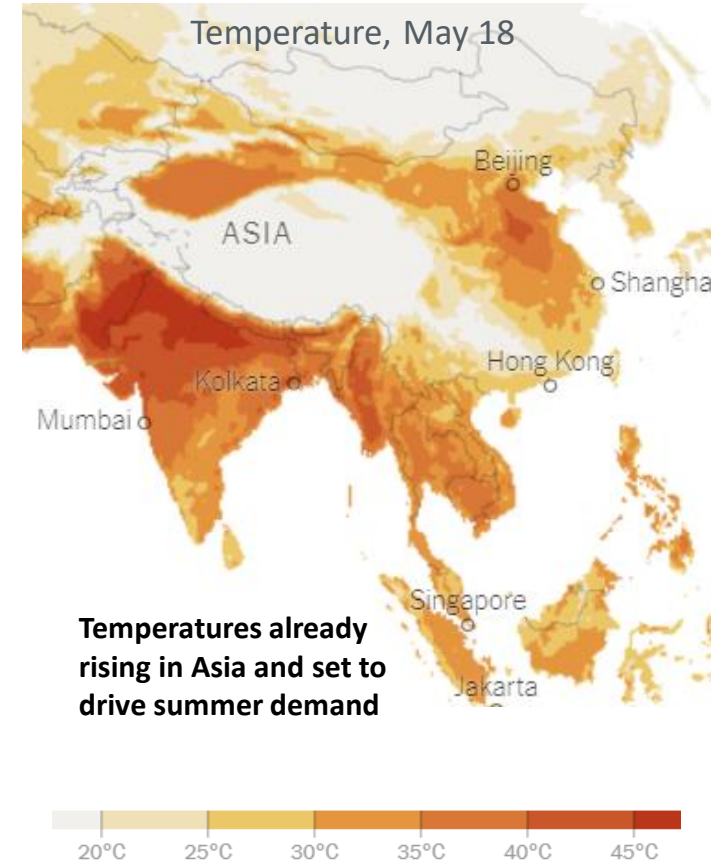 Temperature, May 18
Beijing
ASIA
Shangha
Hong Kong
Kolkata
Mumbai
Singapore
Temperatures already
rising in Asia and set to
drive summer demand
Jakarta
20°C 25°C 30°C 35°C 40°C 45°C